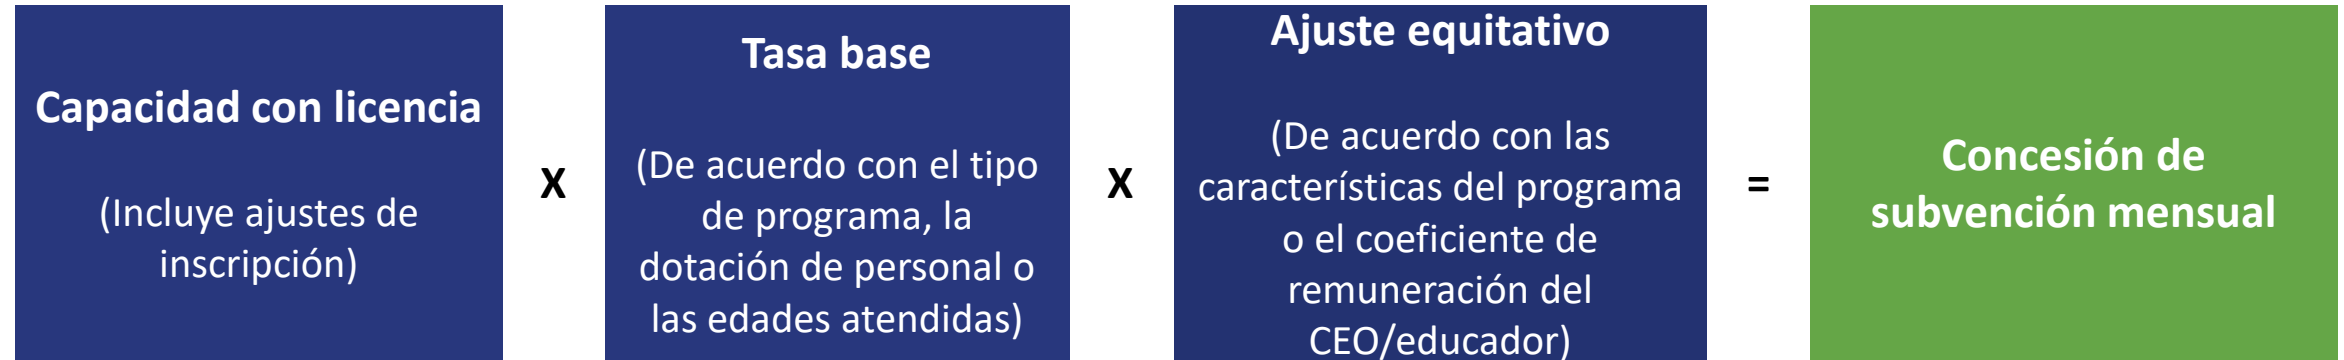 Capacidad con licencia
(Incluye ajustes de
inscripción)
X
Tasa base
(De acuerdo con el tipo
de programa, la
dotación de personal o
las edades atendidas)
X
Ajuste equitativo
(De acuerdo con las
características del programa
o el coeficiente de
remuneración del
CEO/educador)
=
Concesión de
subvención mensual